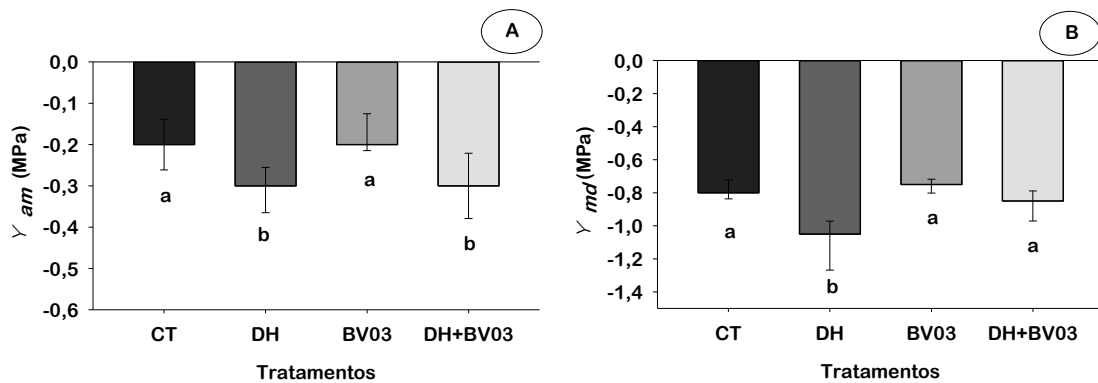 A
0,0
-0,1
-0,2
-0,3
-0,4
-0,5
-0,6
Y am (MPa)
a
b
a
b
CT DH BV03 DH+BV03
Tratamentos
B
0,0
-0,2
-0,4
-0,6
-0,8
-1,0
-1,2
-1,4
Y md (MPa)
a
b
a
a
CT DH BV03 DH+BV03
Tratamentos